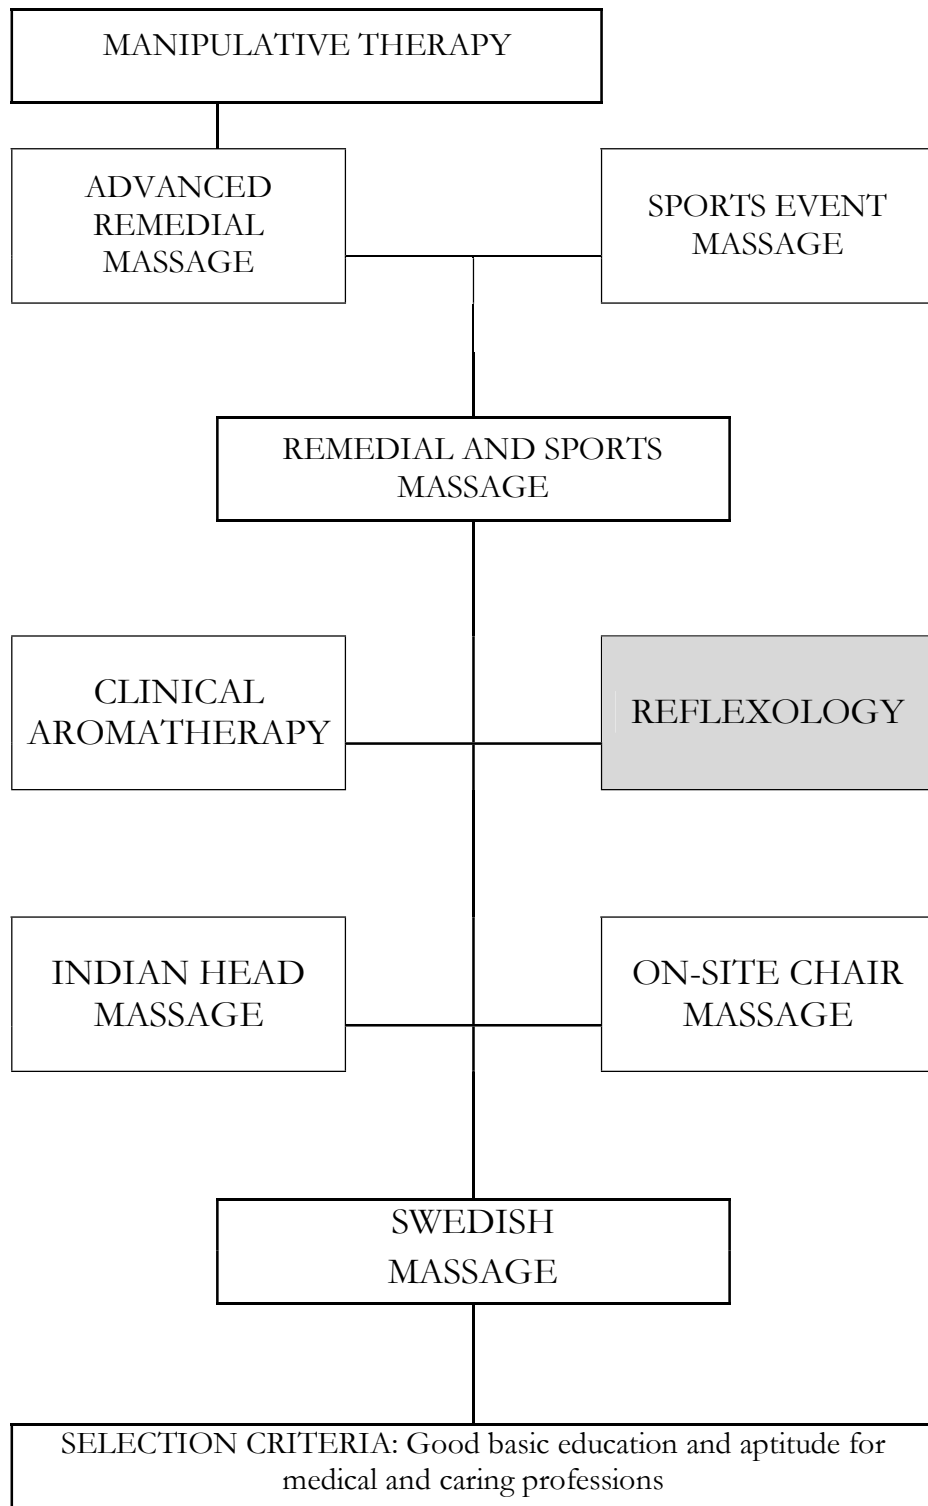 MANIPULATIVE THERAPY
ADVANCED
REMEDIAL
MASSAGE
SPORTS EVENT
MASSAGE
REMEDIAL AND SPORTS
MASSAGE
CLINICAL
AROMATHERAPY
REFLEXOLOGY
INDIAN HEAD
MASSAGE
ON-SITE CHAIR
MASSAGE
SWEDISH
MASSAGE
SELECTION CRITERIA: Good basic education and aptitude for
medical and caring professions